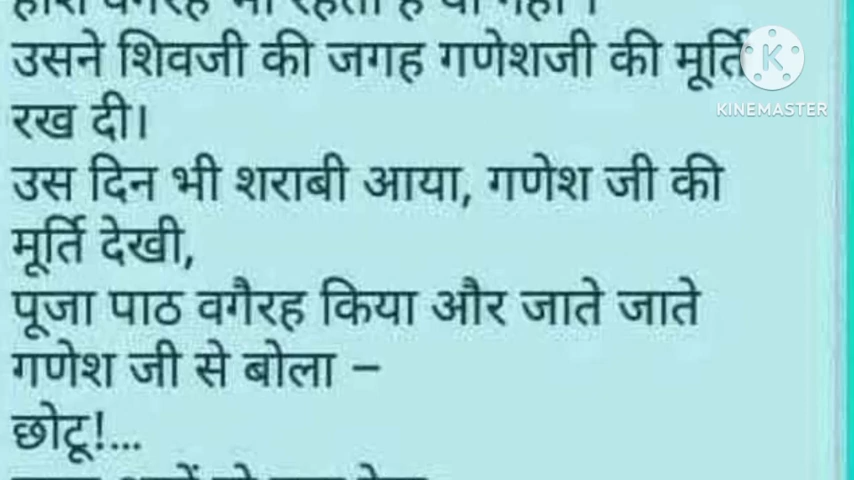 उसने शिवजी की जगह गणेशजी की मूर्ति
K
KINEMASTER
रख दी।
उस दिन भी शराबी आया, गणेश जी की
मूर्ति देखी,
पूजा पाठ वगैरह किया और जाते जाते
गणेश जी से बोला –
छोटू!...